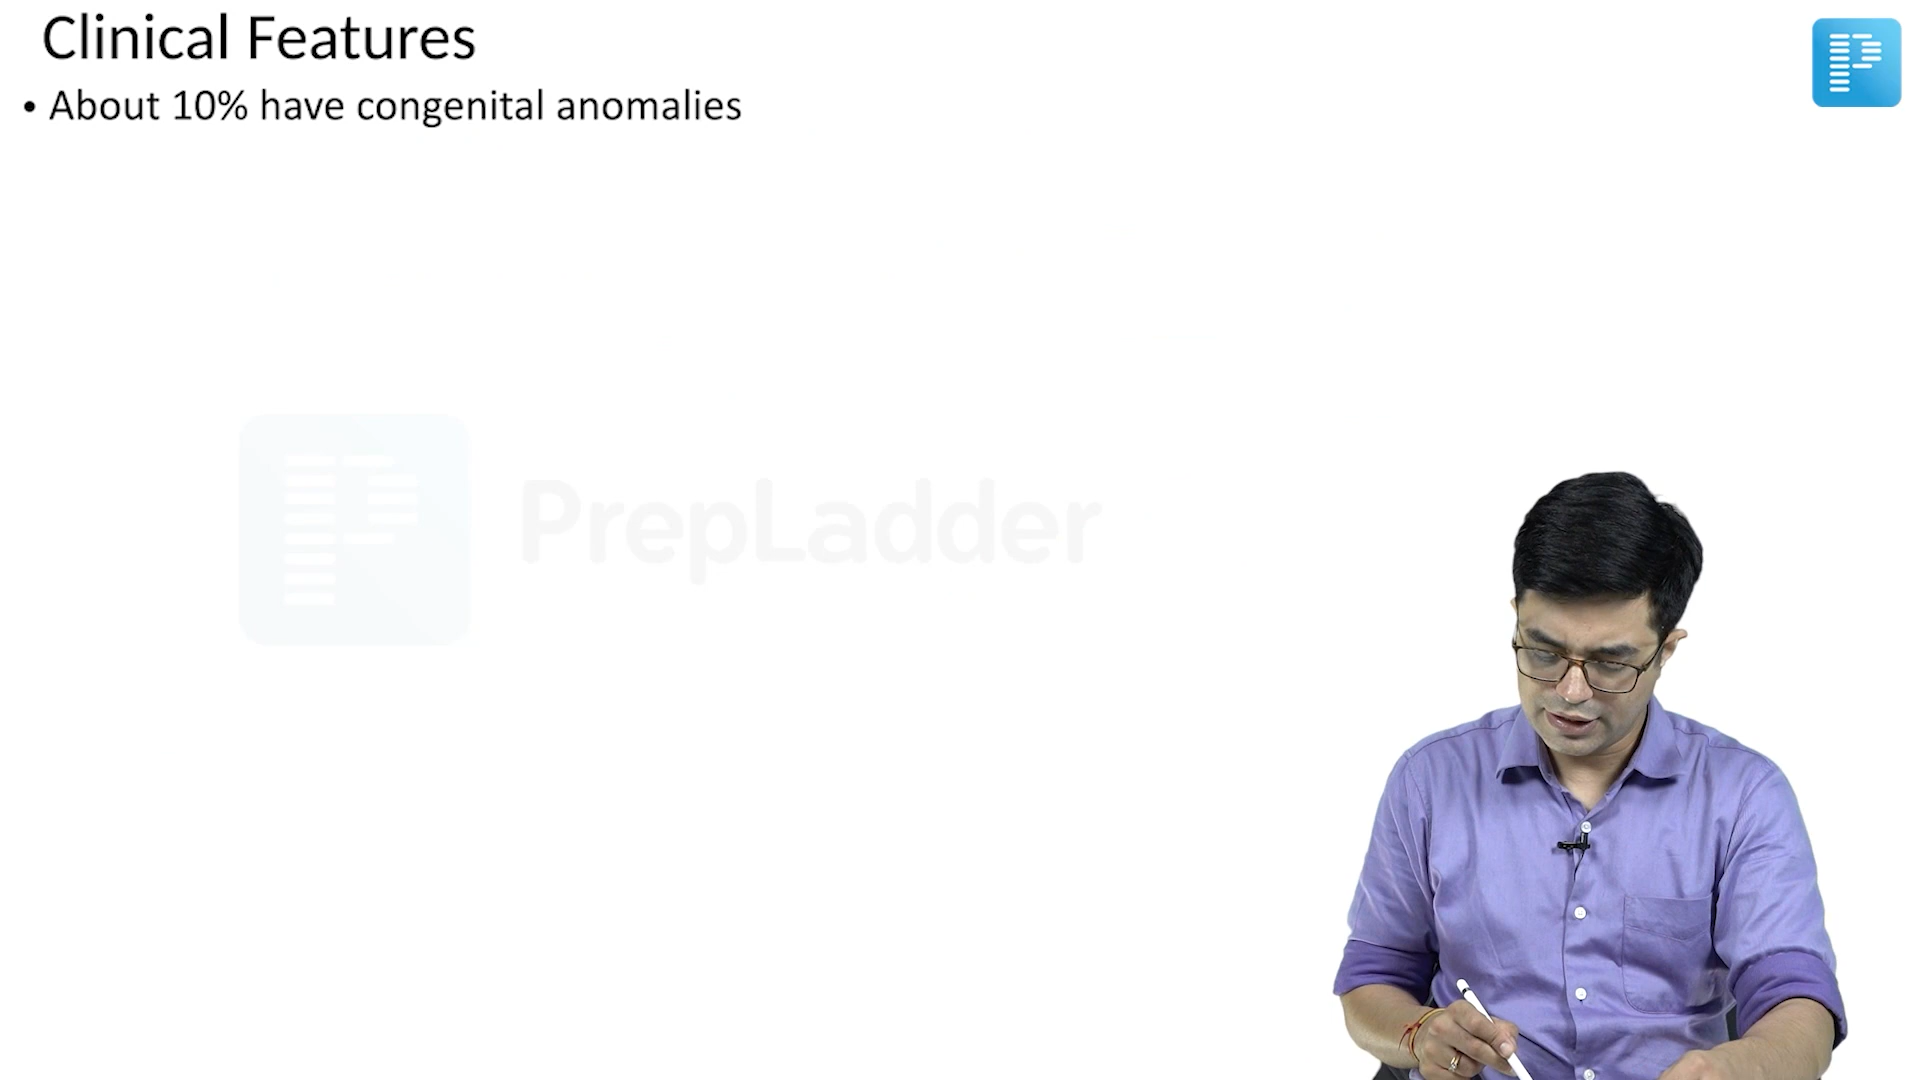 Clinical Features
• About 10% have congenital anomalies
PrepLadder